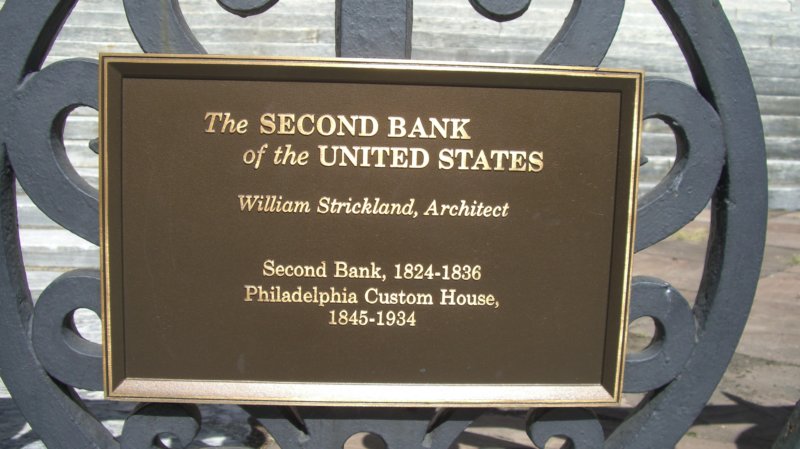 The SECOND BANK
of the UNITED STATES
William Strickland, Architect
Second Bank, 1824-1836
Philadelphia Custom House,
1845-1934